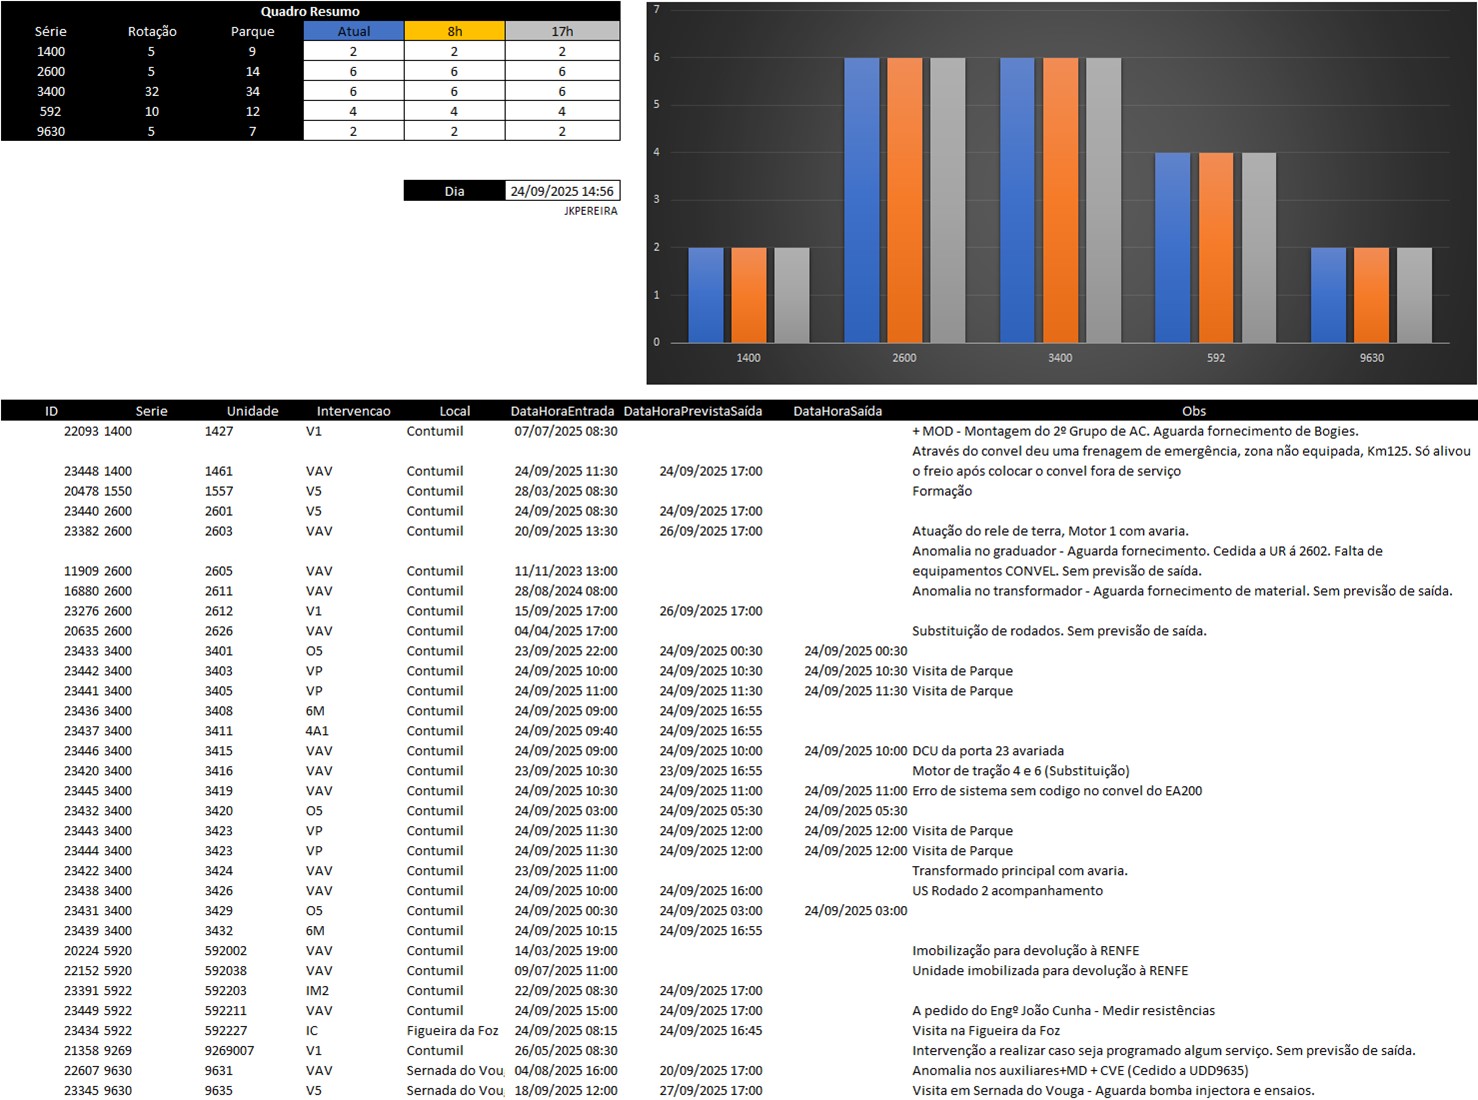 Quadro Resumo
Série Rotação Parque Atual 8h 17h
1400 5 9 2 2 2
2600 5 14 6 6 6
3400 32 34 6 6 6
592 10 12 4 4 4
9630 5 7 2 2 2
Dia 24/09/2025 14:56
JKPEREIRA
7
6
5
4
3
2
1
0
1400 2600 3400 592 9630
ID Serie Unidade Intervencao Local DataHoraEntrada DataHoraPrevistaSaída DataHoraSaída Obs
22093 1400 1427 V1 Contumil 07/07/2025 08:30 + MOD - Montagem do 2º Grupo de AC. Aguarda fornecimento de Bogies.
Através do convel deu uma frenagem de emergência, zona não equipada, Km125. Só alivou
23448 1400 1461 VAV Contumil 24/09/2025 11:30 24/09/2025 17:00 o freio após colocar o convel fora de serviço
20478 1550 1557 V5 Contumil 28/03/2025 08:30 Formação
23440 2600 2601 V5 Contumil 24/09/2025 08:30 24/09/2025 17:00
23382 2600 2603 VAV Contumil 20/09/2025 13:30 26/09/2025 17:00 Atuação do rele de terra, Motor 1 com avaria.
Anomalia no graduador - Aguarda fornecimento. Cedida a UR á 2602. Falta de
11909 2600 2605 VAV Contumil 11/11/2023 13:00 equipamentos CONVEL. Sem previsão de saída.
16880 2600 2611 VAV Contumil 28/08/2024 08:00 Anomalia no transformador - Aguarda fornecimento de material. Sem previsão de saída.
23276 2600 2612 V1 Contumil 15/09/2025 17:00 26/09/2025 17:00
20635 2600 2626 VAV Contumil 04/04/2025 17:00 Substituição de rodados. Sem previsão de saída.
23433 3400 3401 O5 Contumil 23/09/2025 22:00 24/09/2025 00:30 24/09/2025 00:30
23442 3400 3403 VP Contumil 24/09/2025 10:00 24/09/2025 10:30 24/09/2025 10:30 Visita de Parque
23441 3400 3405 VP Contumil 24/09/2025 11:00 24/09/2025 11:30 24/09/2025 11:30 Visita de Parque
23436 3400 3408 6M Contumil 24/09/2025 09:00 24/09/2025 16:55
23437 3400 3411 4A1 Contumil 24/09/2025 09:40 24/09/2025 16:55
23446 3400 3415 VAV Contumil 24/09/2025 09:00 24/09/2025 10:00 24/09/2025 10:00 DCU da porta 23 avariada
23420 3400 3416 VAV Contumil 23/09/2025 10:30 23/09/2025 16:55 Motor de tração 4 e 6 (Substituição)
23445 3400 3419 VAV Contumil 24/09/2025 10:30 24/09/2025 11:00 24/09/2025 11:00 Erro de sistema sem codigo no convel do EA200
23432 3400 3420 O5 Contumil 24/09/2025 03:00 24/09/2025 05:30 24/09/2025 05:30
23443 3400 3423 VP Contumil 24/09/2025 11:30 24/09/2025 12:00 24/09/2025 12:00 Visita de Parque
23444 3400 3423 VP Contumil 24/09/2025 11:30 24/09/2025 12:00 24/09/2025 12:00 Visita de Parque
23422 3400 3424 VAV Contumil 23/09/2025 11:00 Transformado principal com avaria.
23438 3400 3426 VAV Contumil 24/09/2025 10:00 24/09/2025 16:00 US Rodado 2 acompanhamento
23431 3400 3429 O5 Contumil 24/09/2025 00:30 24/09/2025 03:00 24/09/2025 03:00
23439 3400 3432 6M Contumil 24/09/2025 10:15 24/09/2025 16:55
20224 5920 592002 VAV Contumil 14/03/2025 19:00 Imobilização para devolução à RENFE
22152 5920 592038 VAV Contumil 09/07/2025 11:00 Unidade imobilizada para devolução à RENFE
23391 5922 592203 IM2 Contumil 22/09/2025 08:30 24/09/2025 17:00
23449 5922 592211 VAV Contumil 24/09/2025 15:00 24/09/2025 17:00 A pedido do Engº João Cunha - Medir resistências
23434 5922 592227 IC Figueira da Foz 24/09/2025 08:15 24/09/2025 16:45 Visita na Figueira da Foz
21358 9269 9269007 V1 Contumil 26/05/2025 08:30 Intervenção a realizar caso seja programado algum serviço. Sem previsão de saída.
22607 9630 9631 VAV Sernada do Voug 04/08/2025 16:00 20/09/2025 17:00 Anomalia nos auxiliares+MD + CVE (Cedido a UDD9635)
23345 9630 9635 V5 Sernada do Voug 18/09/2025 12:00 27/09/2025 17:00 Visita em Sernada do Vouga - Aguarda bomba injectora e ensaios.